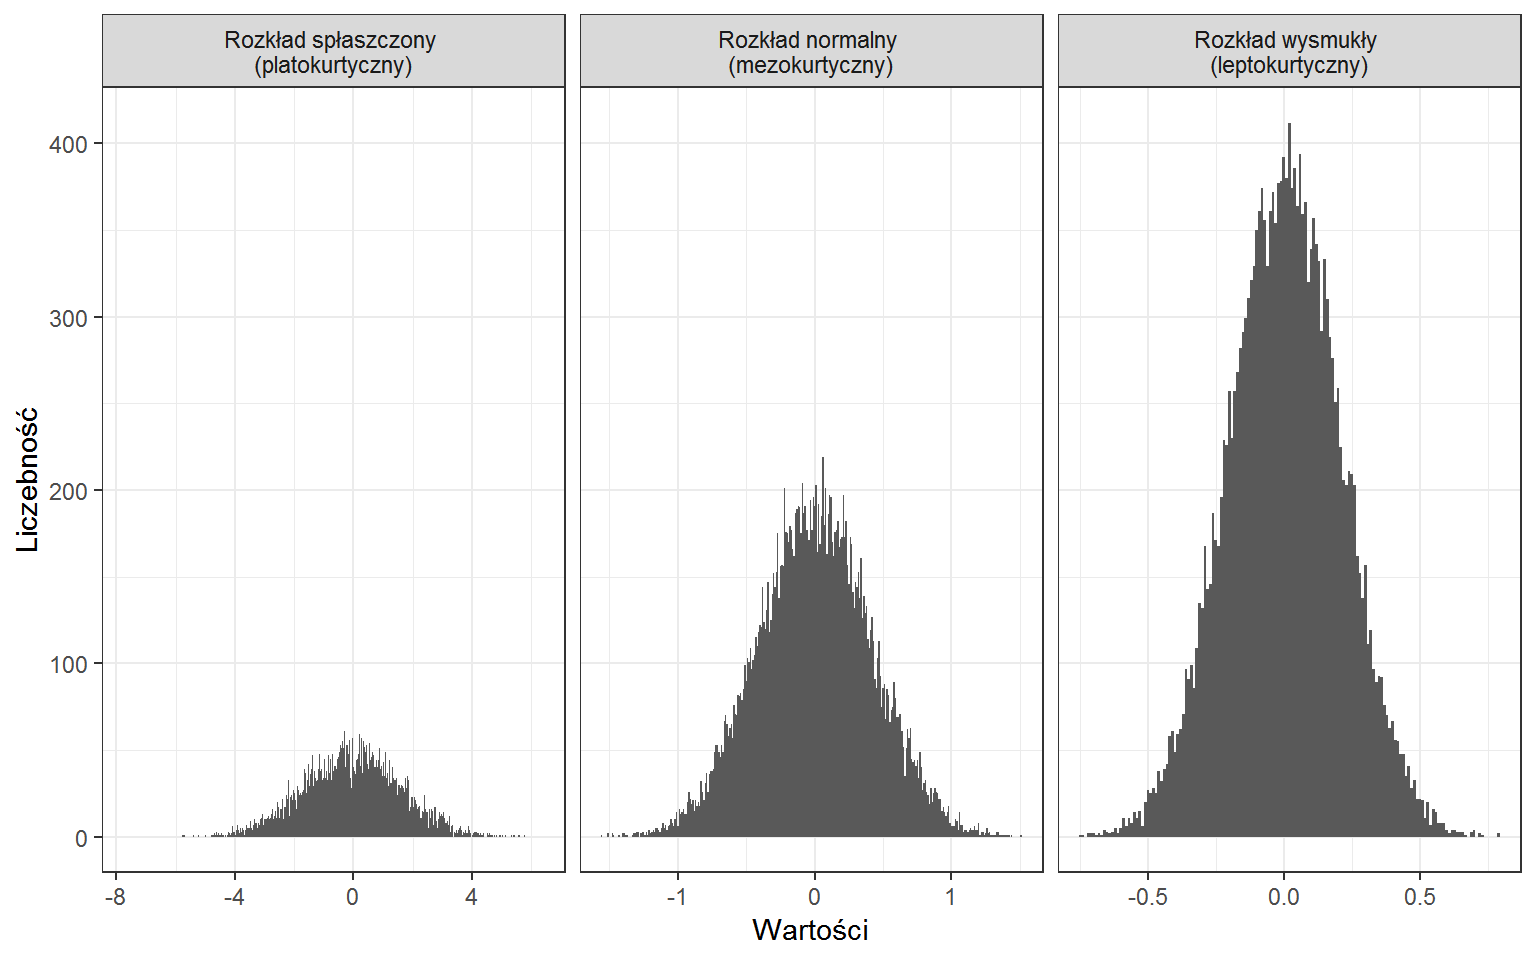 Rozkład spłaszczony
(platokurtyczny)
Rozkład normalny
(mezokurtyczny)
Rozkład wysmukły
(leptokurtyczny)
Liczebność
400
300
200
100
0
-8 -4 0 4
-1 0 1
-0.5 0.0 0.5
Wartości